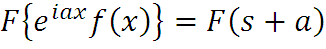 F{e^{iax} f(x)} = F(s + a)